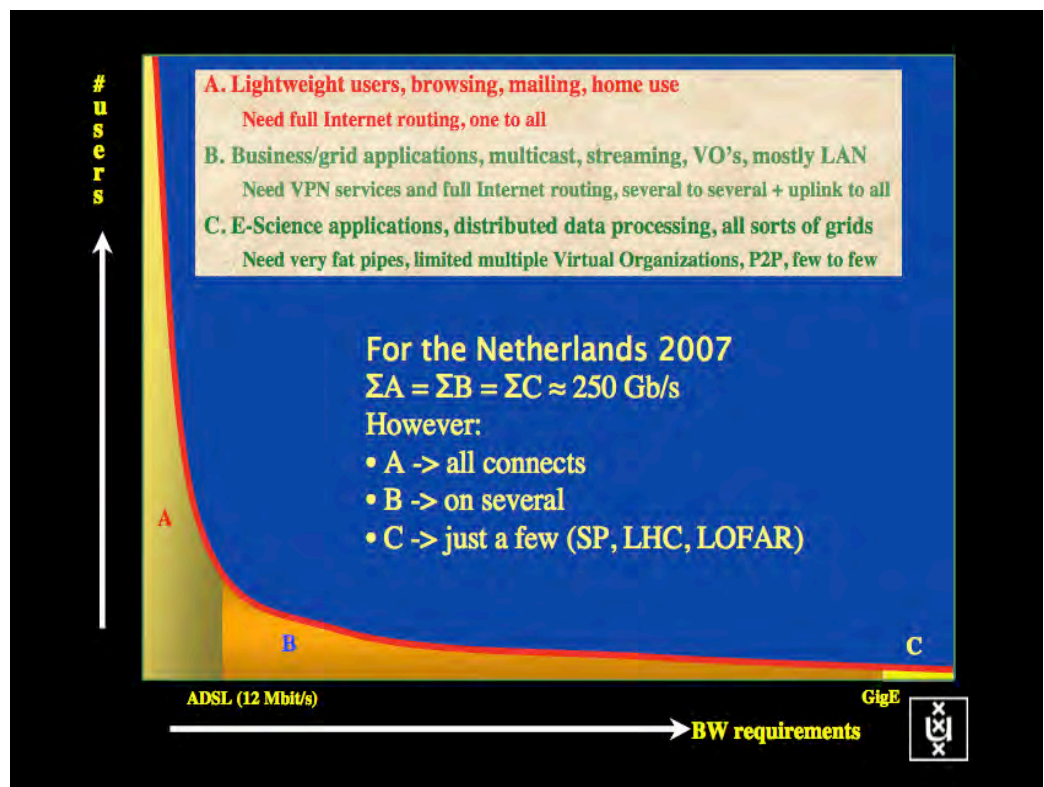 # users
A. Lightweight users, browsing, mailing, home use
Need full Internet routing, one to all
B. Business/grid applications, multicast, streaming, VO's, mostly LAN
Need VPN services and full Internet routing, several to several + uplink to all
C. E-Science applications, distributed data processing, all sorts of grids
Need very fat pipes, limited multiple Virtual Organizations, P2P, few to few
For the Netherlands 2007
ΣA = ΣB = ΣC ≈ 250 Gb/s
However:
• A -> all connects
• B -> on several
• C -> just a few (SP, LHC, LOFAR)
A
B
C
ADSL (12 Mbit/s)
GigE
BW requirements